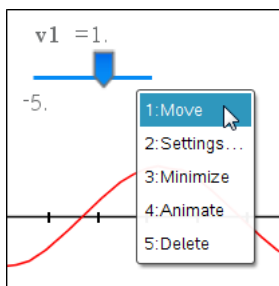 v1 =1.
-5.
1:Move
2:Settings...
3:Minimize
4:Animate
5:Delete